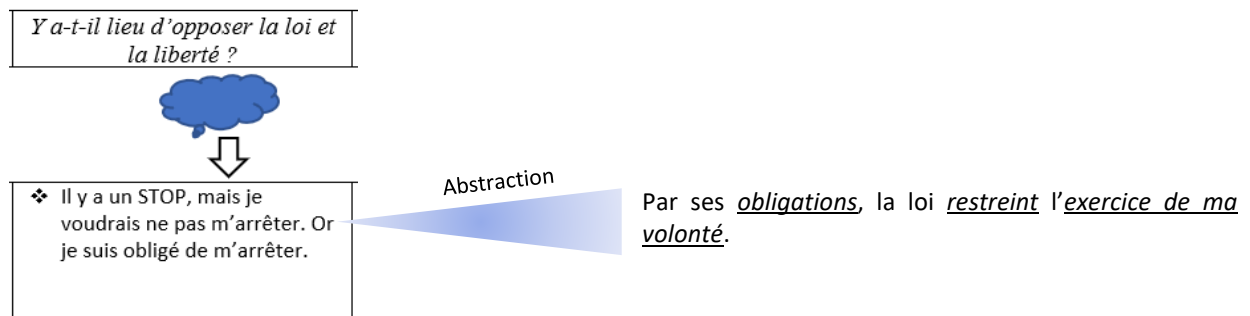 Y a-t-il lieu d’opposer la loi et
la liberté ?
❖ Il y a un STOP, mais je
voudrais ne pas m’arrêter. Or
je suis obligé de m’arrêter.
Abstraction
Par ses obligations, la loi restreint l’exercice de ma
volonté.